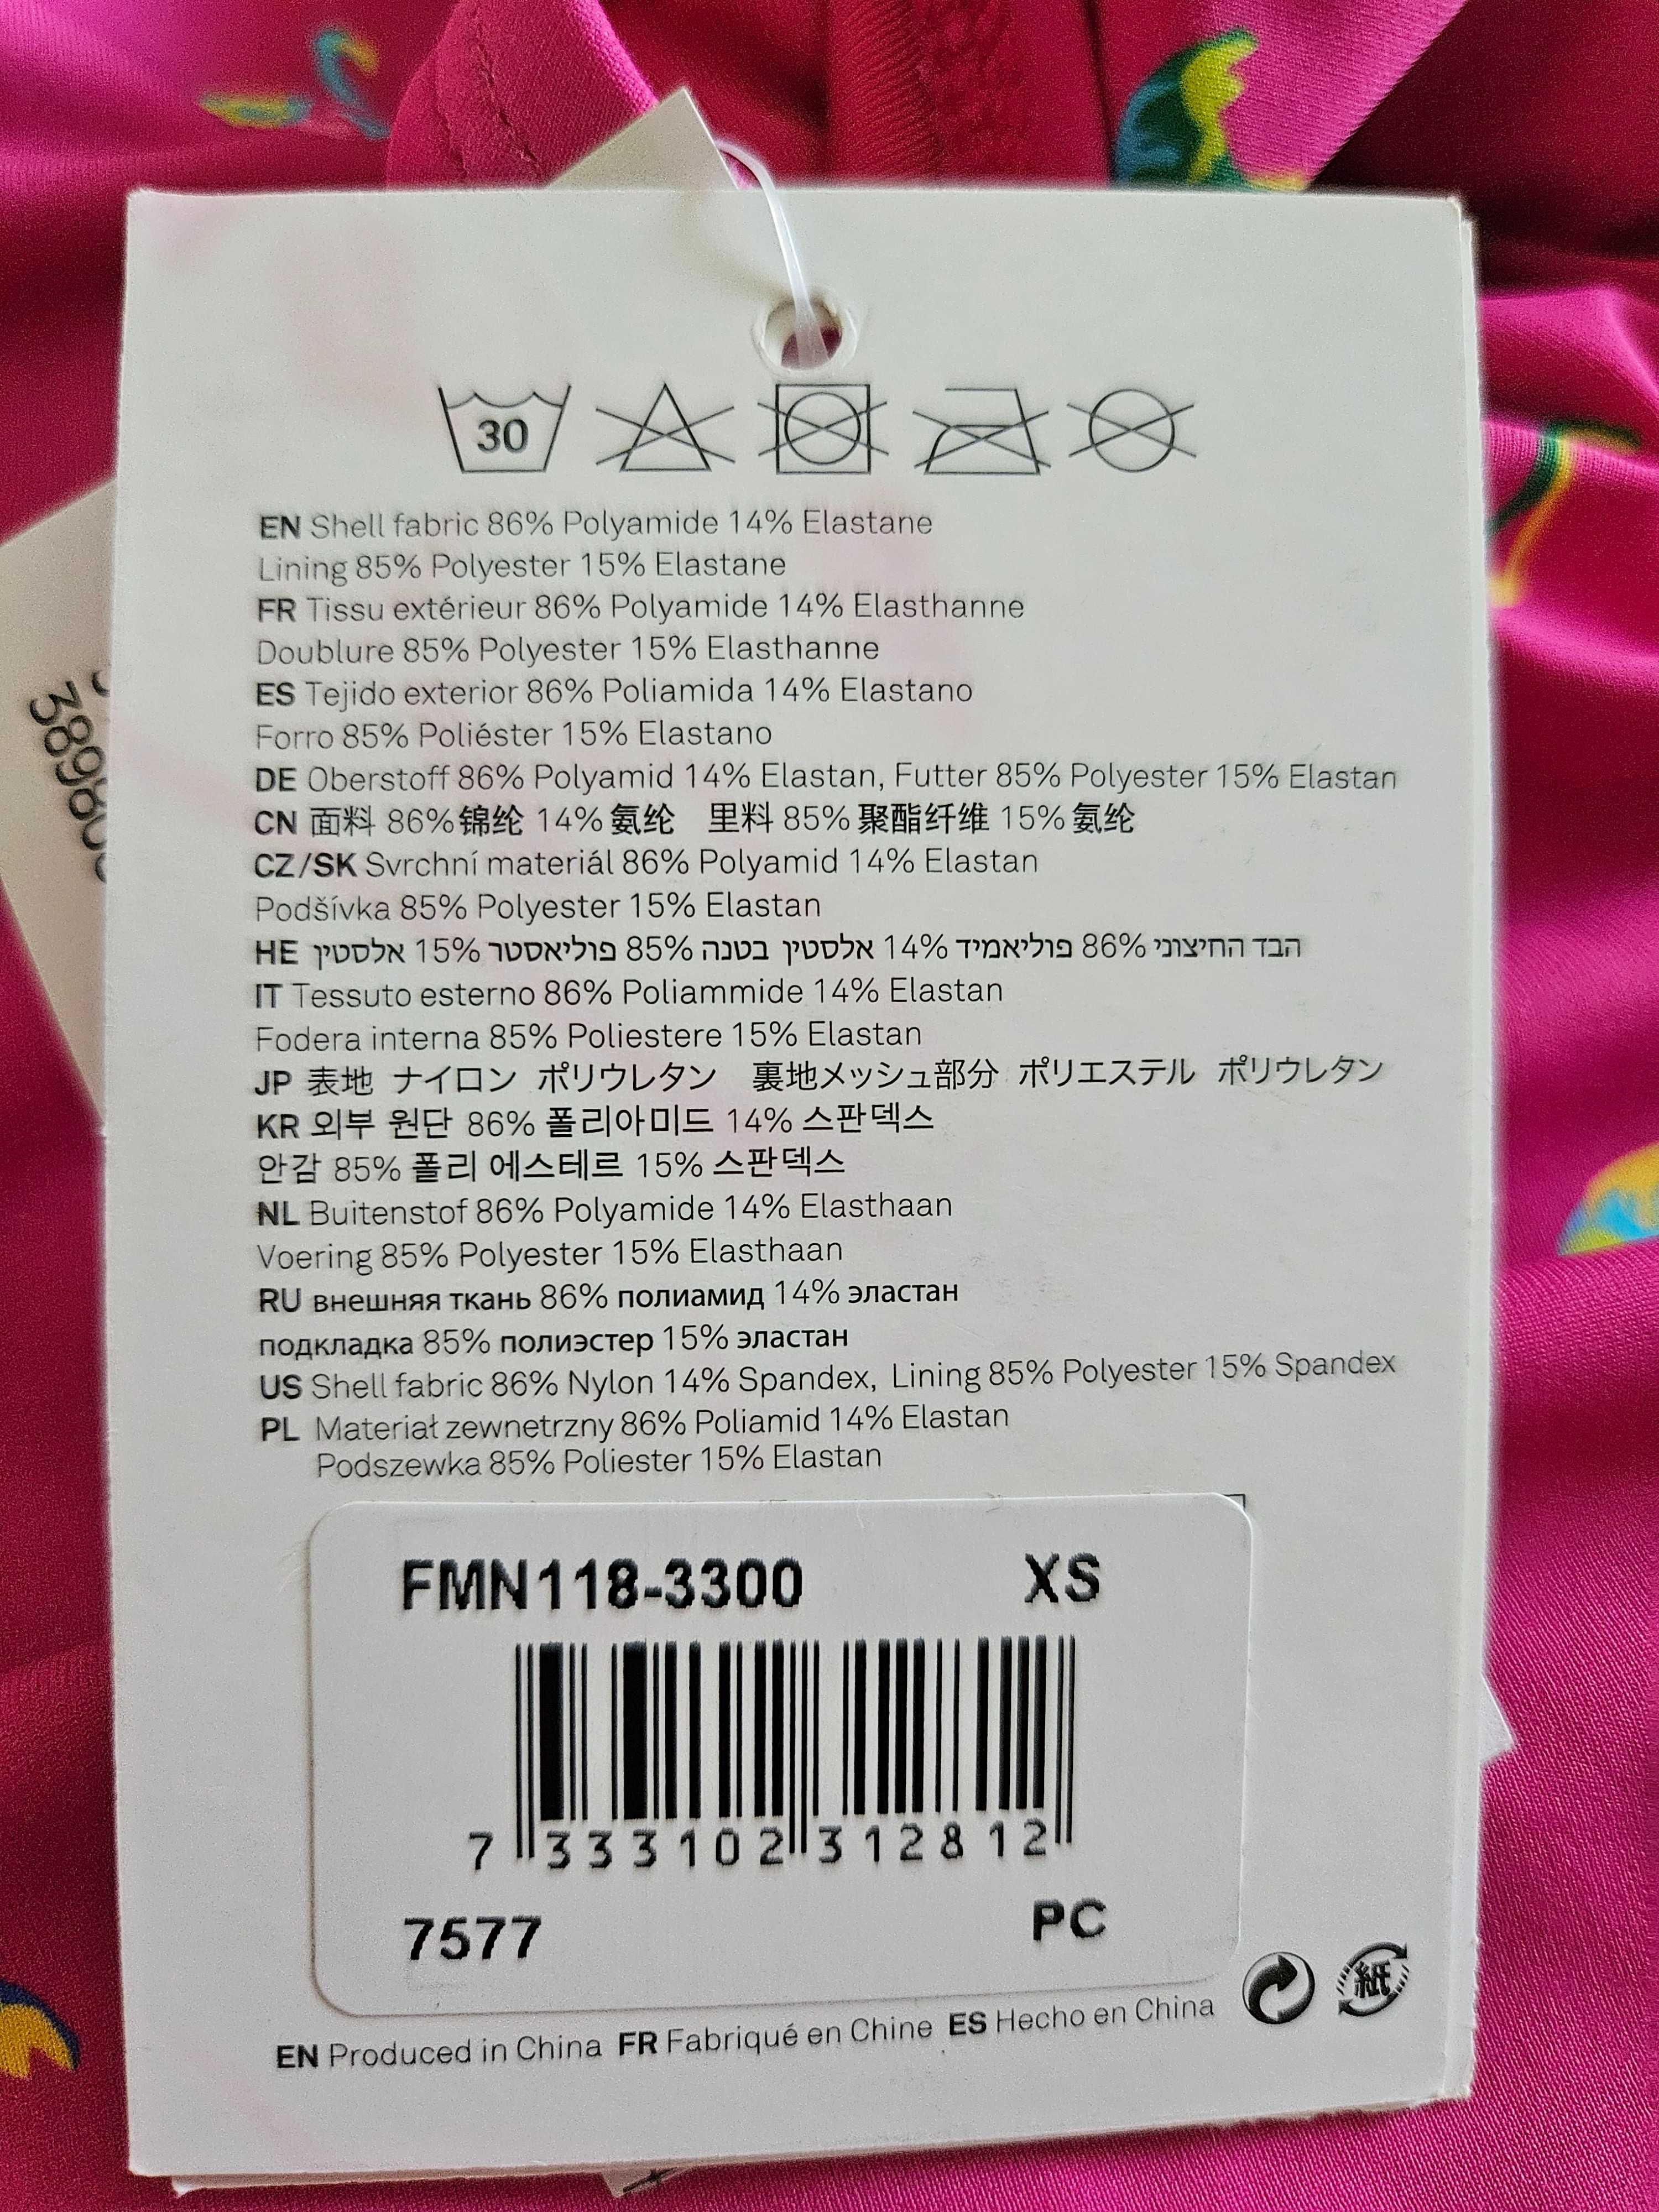 30
EN Shell fabric 86% Polyamide 14% Elastane
Lining 85% Polyester 15% Elastane
FR Tissu extérieur 86% Polyamide 14% Elasthanne
Doublure 85% Polyester 15% Elasthanne
ES Tejido exterior 86% Poliamida 14% Elastano
Forro 85% Poliéster 15% Elastano
DE Oberstoff 86% Polyamid 14% Elastan, Futter 85% Polyester 15% Elastan
CN 面料 86%锦纶 14%氨纶 里料 85%聚酯纤维 15%氨纶
CZ/SK Svrchní materiál 86% Polyamid 14% Elastan
Podšívka 85% Polyester 15% Elastan
HE הבד החיצוני 86% פוליאמיד 14% אלסטין בטנה 85% פוליאסטר 15% אלסטין
IT Tessuto esterno 86% Poliammide 14% Elastan
Fodera interna 85% Poliestere 15% Elastan
JP 表地 ナイロン ポリウレタン 裏地メッシュ部分 ポリエステル ポリウレタン
KR 외부 원단 86% 폴리아미드 14% 스판덱스
안감 85% 폴리 에스테르 15% 스판덱스
NL Buitenstof 86% Polyamide 14% Elasthaan
Voering 85% Polyester 15% Elasthaan
RU внешняя ткань 86% полиамид 14% эластан
подкладка 85% полиэстер 15% эластан
US Shell fabric 86% Nylon 14% Spandex, Lining 85% Polyester 15% Spandex
PL Materiał zewnetrzny 86% Poliamid 14% Elastan
Podszewka 85% Poliester 15% Elastan
FMN118-3300 XS
7 333102 312812
7577 PC
紙
EN Produced in China FR Fabriqué en Chine ES Hecho en China